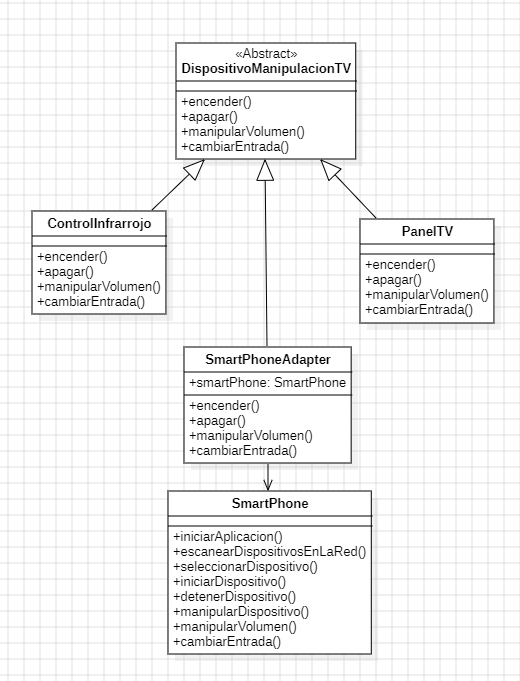 «Abstract»
DispositivoManipulacionTV
+encender()
+apagar()
+manipularVolumen()
+cambiarEntrada()
ControlInfrarrojo
+encender()
+apagar()
+manipularVolumen()
+cambiarEntrada()
PanelTV
+encender()
+apagar()
+manipularVolumen()
+cambiarEntrada()
SmartPhoneAdapter
+smartPhone: SmartPhone
+encender()
+apagar()
+manipularVolumen()
+cambiarEntrada()
SmartPhone
+iniciarAplicacion()
+escanearDispositivosEnLaRed()
+seleccionarDispositivo()
+iniciarDispositivo()
+detenerDispositivo()
+manipularDispositivo()
+manipularVolumen()
+cambiarEntrada()